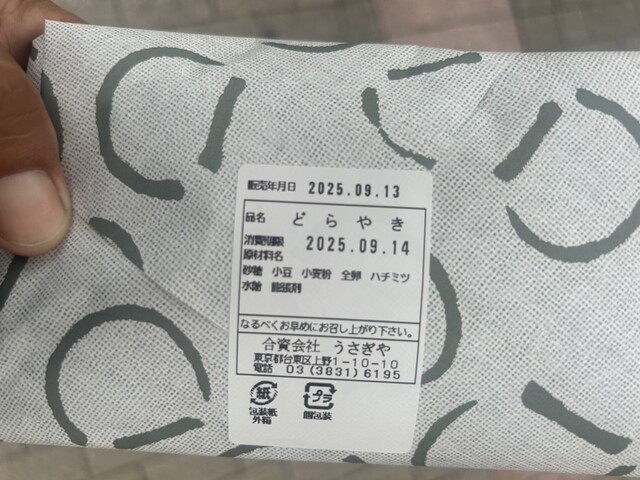 販売年月日 2025.09.13
品名 どらやき
消費期限 2025.09.14
原材料名
砂糖 小豆 小麦粉 全卵 ハチミツ
水飴 膨張剤
なるべくお早めにお召し上がり下さい。
合資会社 うさぎや
東京都台東区上野1-10-10
電話 03(3831)6195
紙 プラ
包装紙 個包装
外箱